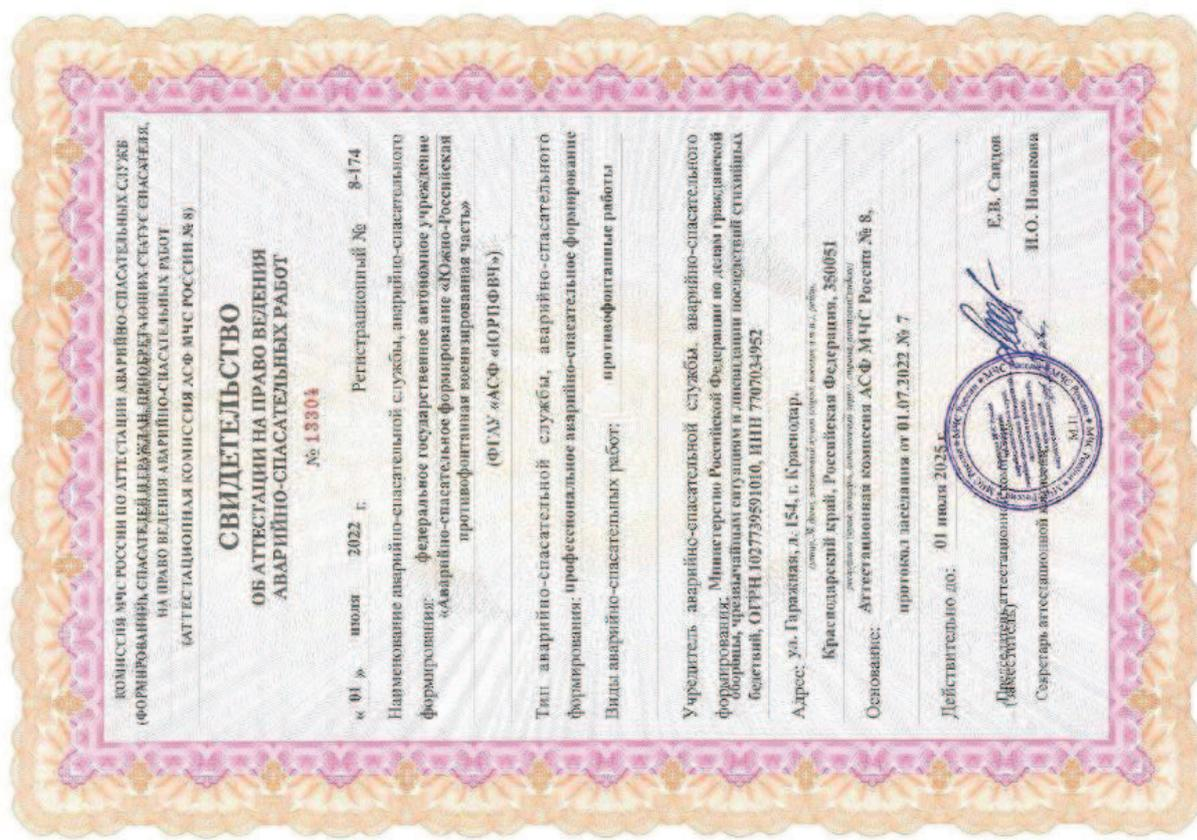 КОМИССИЯ МЧС РОССИИ ПО АТТЕСТАЦИИ АВАРИЙНО-СПАСАТЕЛЬНЫХ СЛУЖБ
(ФОРМИРОВАНИЙ), СПАСАТЕЛЕЙ И ГРАЖДАН, ПРИОБРЕТАЮЩИХ СТАТУС СПАСАТЕЛЯ,
НА ПРАВО ВЕДЕНИЯ АВАРИЙНО-СПАСАТЕЛЬНЫХ РАБОТ
(АТТЕСТАЦИОННАЯ КОМИССИЯ АСФ МЧС РОССИИ № 8)
СВИДЕТЕЛЬСТВО
ОБ АТТЕСТАЦИИ НА ПРАВО ВЕДЕНИЯ
АВАРИЙНО-СПАСАТЕЛЬНЫХ РАБОТ
№ 13304
« 01 » июля 2022 г. Регистрационный № 8-174
Наименование аварийно-спасательной службы, аварийно-спасательного
формирования: федеральное государственное автономное учреждение
«Аварийно-спасательное формирование «Южно-Российская
противофонтанная военизированная часть»
(ФГАУ «АСФ «ЮРПФВЧ»)
Тип аварийно-спасательной службы, аварийно-спасательного
формирования: профессиональное аварийно-спасательное формирование
Виды аварийно-спасательных работ: противофонтанные работы
Учредитель аварийно-спасательной службы, аварийно-спасательного
формирования: Министерство Российской Федерации по делам гражданской
обороны, чрезвычайным ситуациям и ликвидации последствий стихийных
бедствий, ОГРН 1027739591010, ИНН 7707034952
Адрес: ул. Гаражная, д. 154, г. Краснодар,
Краснодарский край, Российская Федерация, 350051
Основание: Аттестационная комиссия АСФ МЧС России № 8,
протокол заседания от 01.07.2022 № 7
Действительно до: 01 июля 2025 г.
Председатель аттестационной
(заместитель) Е.В. Саидов
Секретарь аттестационной комиссии И.О. Новикова
МЧС России
М.П.